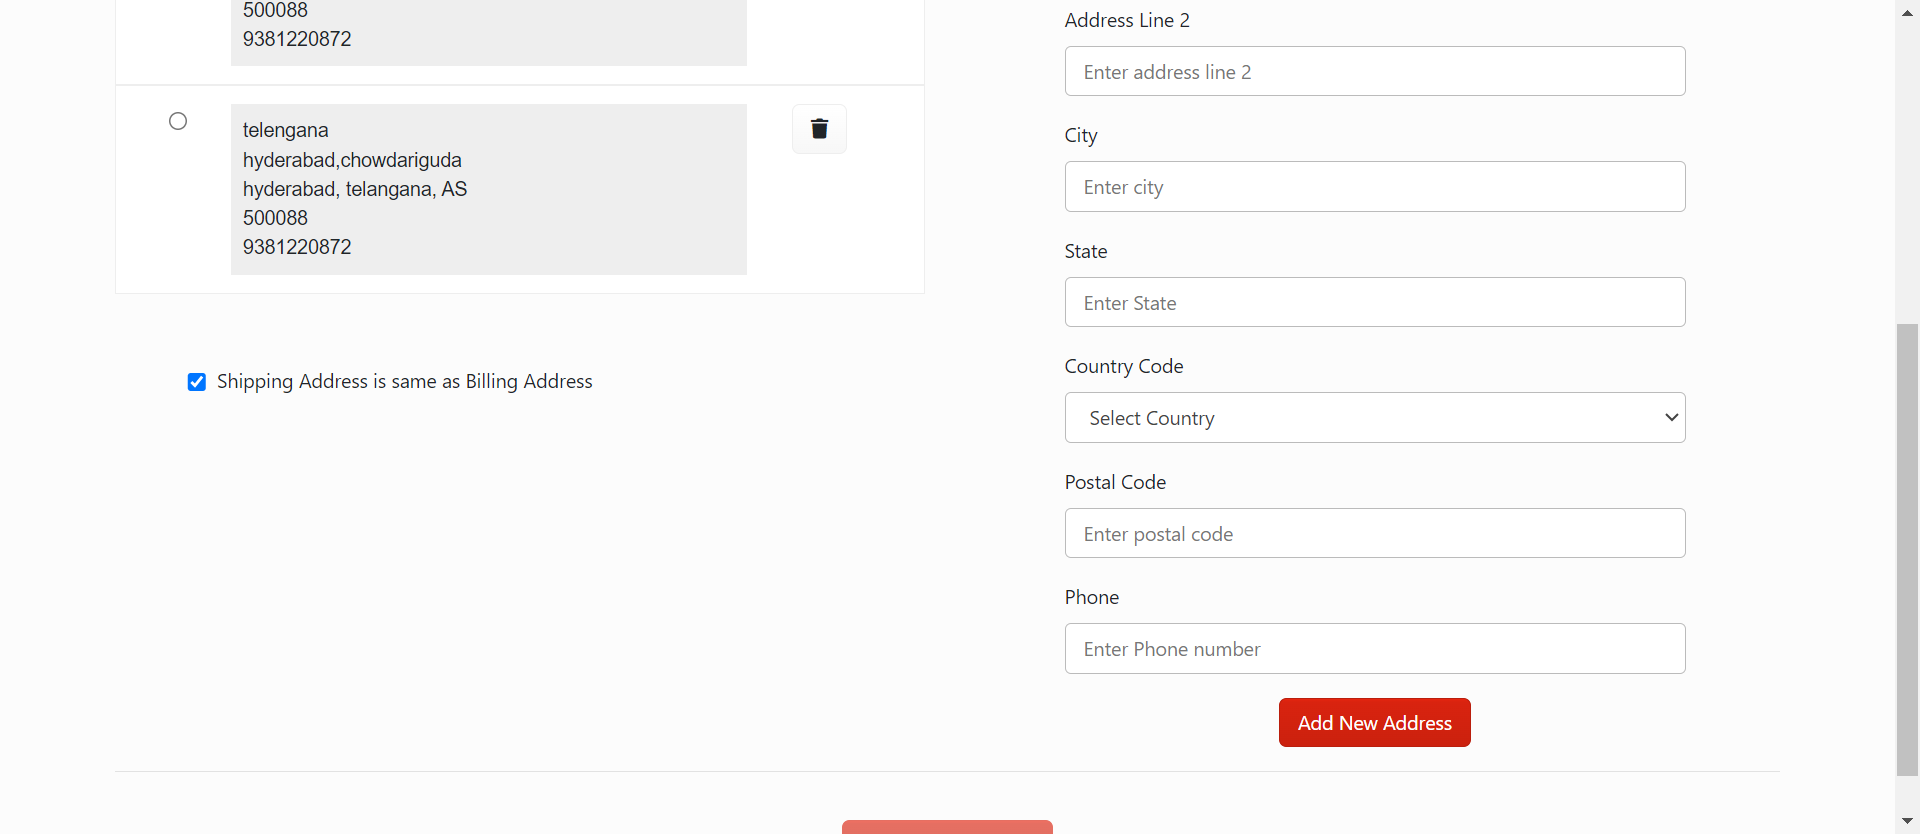 500088
9381220872
telengana
hyderabad,chowdariguda
hyderabad, telangana, AS
500088
9381220872
Shipping Address is same as Billing Address
Address Line 2
Enter address line 2
City
Enter city
State
Enter State
Country Code
Select Country
Postal Code
Enter postal code
Phone
Enter Phone number
Add New Address